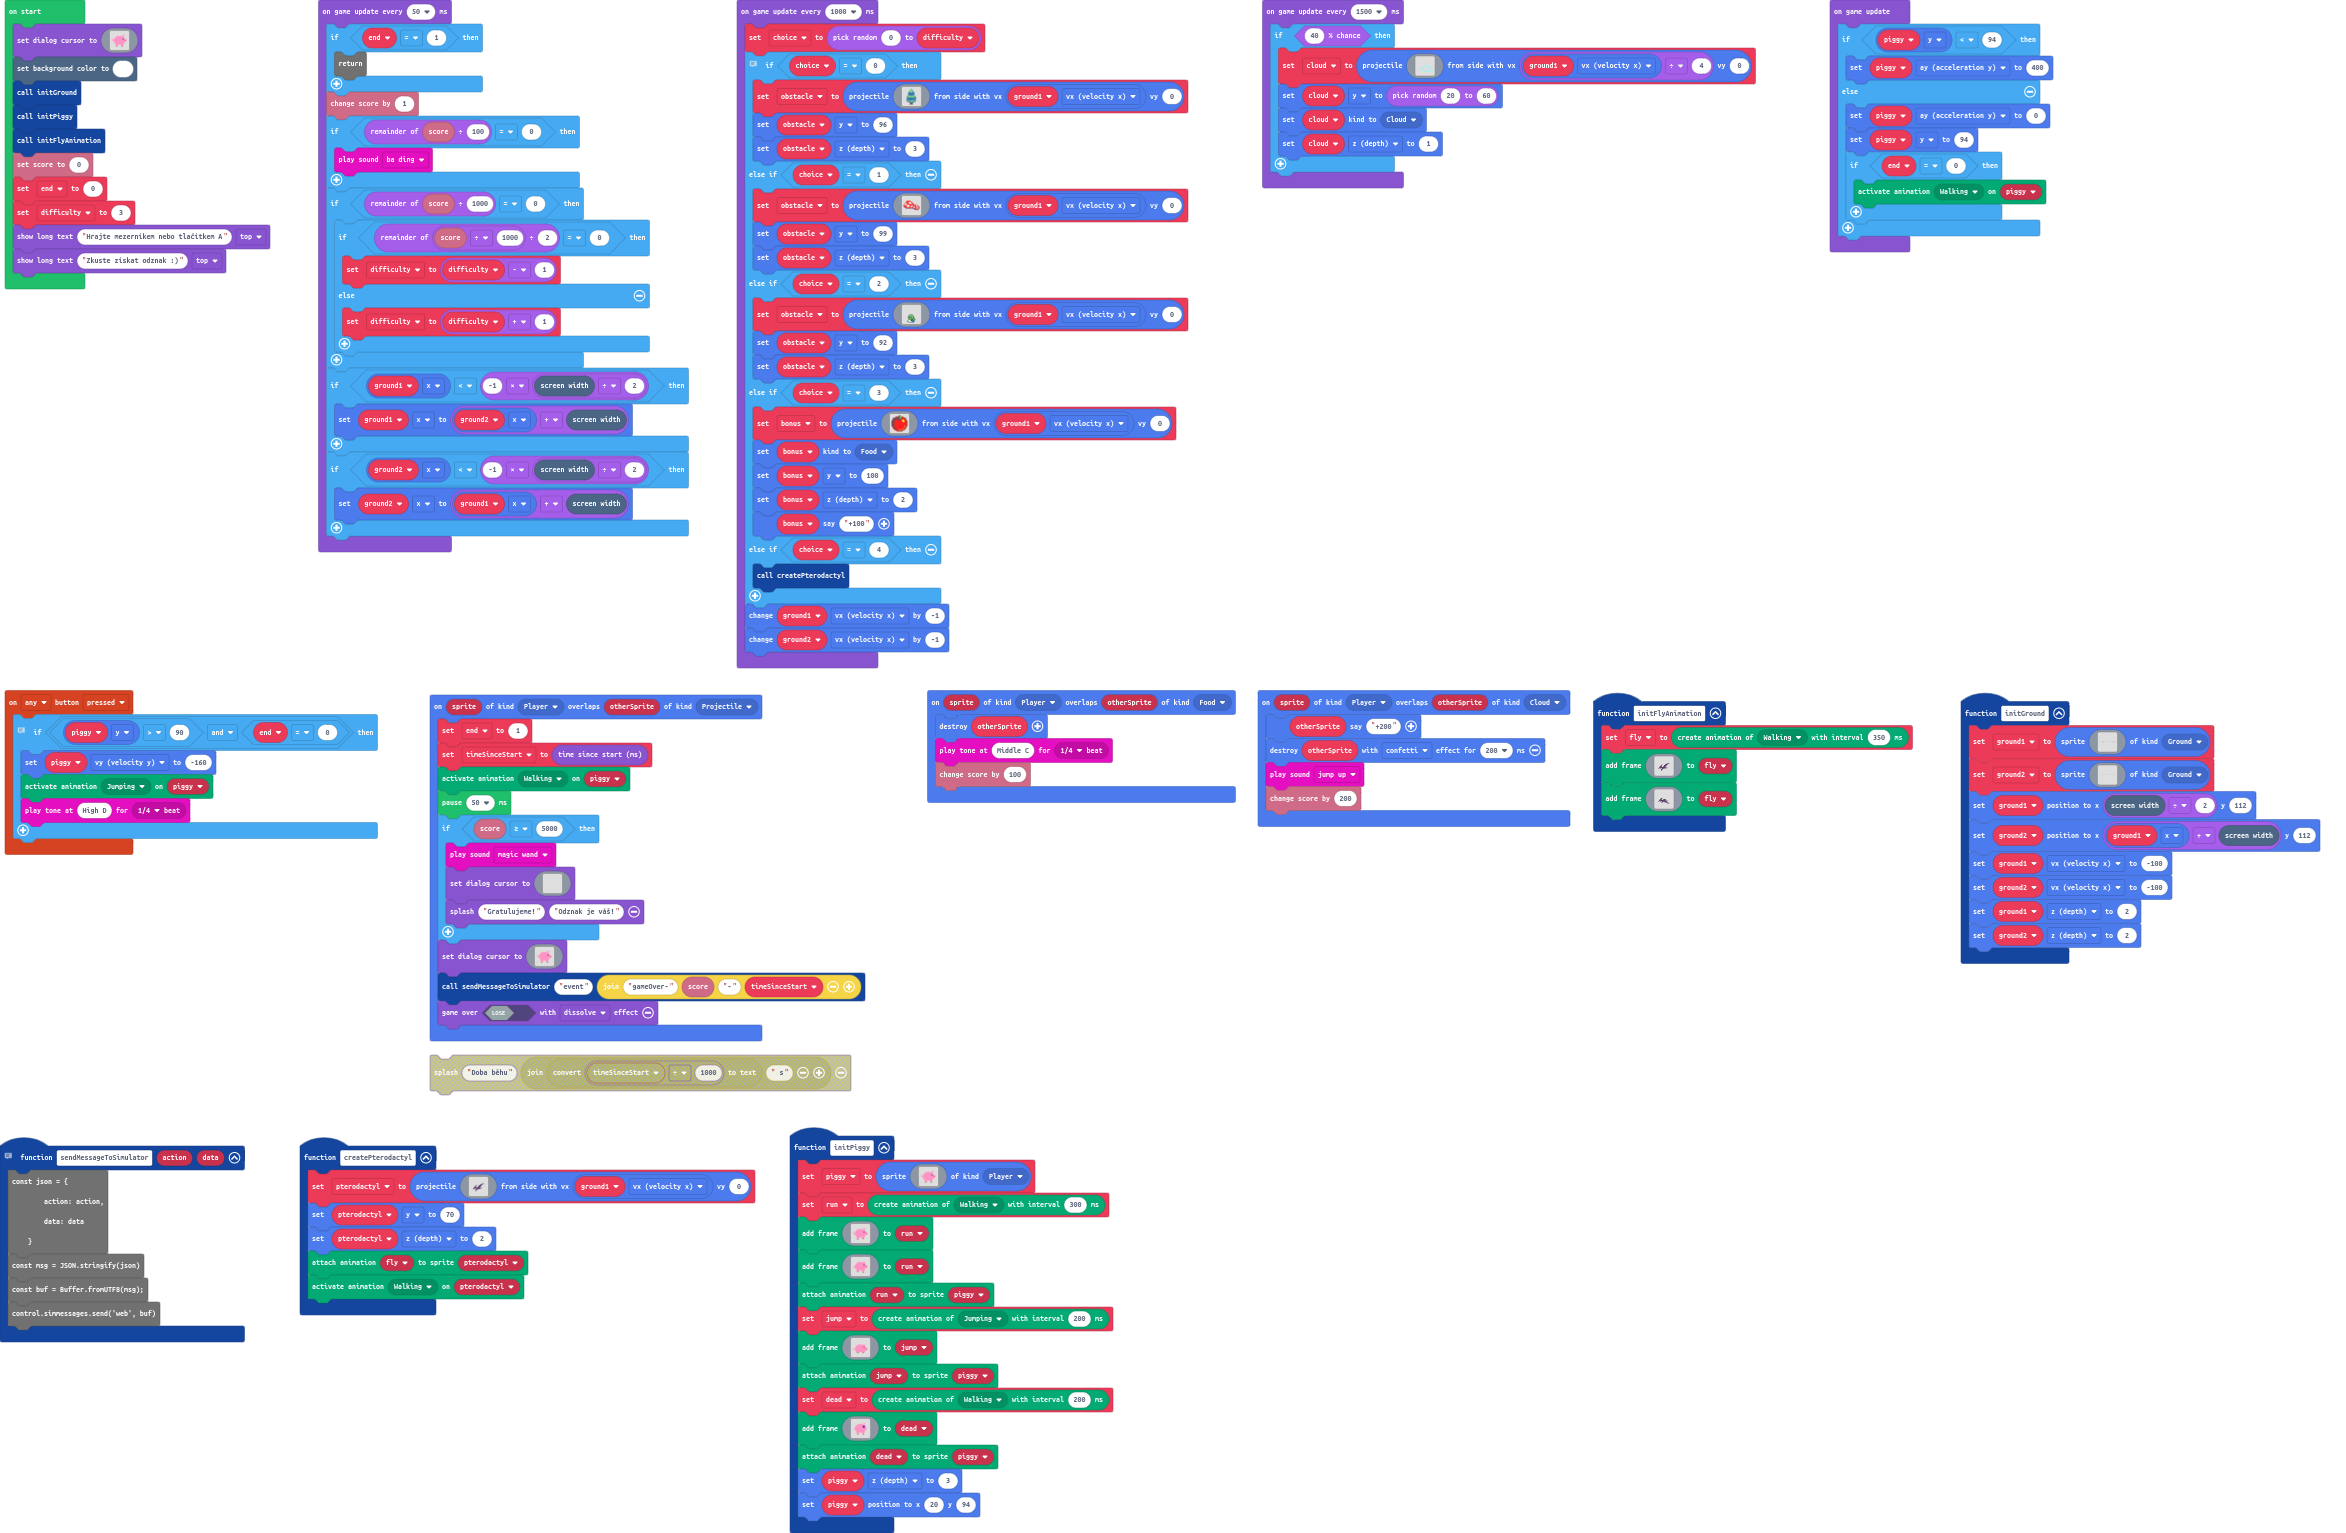 on start
set dialog cursor to
set background color to
call initGround
call initPiggy
call initFlyAnimation
set score to 0
set end to 0
set difficulty to 3
show long text "Hrajte mezerníkem nebo tlačítkem A" top
show long text "Zkuste získat odznak :)" top
on game update every 50 ms
if end = 1 then
return
change score by 1
if remainder of score ÷ 100 = 0 then
play sound ba ding
if remainder of score ÷ 1000 = 0 then
if remainder of score ÷ 1000 ÷ 2 = 0 then
set difficulty to difficulty - 1
else
set difficulty to difficulty + 1
if ground1 x < -1 × screen width ÷ 2 then
set ground1 x to ground2 x + screen width
if ground2 x < -1 × screen width ÷ 2 then
set ground2 x to ground1 x + screen width
on game update every 1000 ms
set choice to pick random 0 to difficulty
if choice = 0 then
set obstacle to projectile from side with vx ground1 vx (velocity x) vy 0
set obstacle y to 96
set obstacle z (depth) to 3
else if choice = 1 then
set obstacle to projectile from side with vx ground1 vx (velocity x) vy 0
set obstacle y to 99
set obstacle z (depth) to 3
else if choice = 2 then
set obstacle to projectile from side with vx ground1 vx (velocity x) vy 0
set obstacle y to 92
set obstacle z (depth) to 3
else if choice = 3 then
set bonus to projectile from side with vx ground1 vx (velocity x) vy 0
set bonus kind to Food
set bonus y to 100
set bonus z (depth) to 2
bonus say "+100"
else if choice = 4 then
call createPterodactyl
change ground1 vx (velocity x) by -1
change ground2 vx (velocity x) by -1
on game update every 1500 ms
if 40 % chance then
set cloud to projectile from side with vx ground1 vx (velocity x) ÷ 4 vy 0
set cloud y to pick random 20 to 60
set cloud kind to Cloud
set cloud z (depth) to 1
on game update
if piggy y < 94 then
set piggy ay (acceleration y) to 400
else
set piggy ay (acceleration y) to 0
set piggy y to 94
if end = 0 then
activate animation Walking on piggy
on any button pressed
if piggy y > 90 and end = 0 then
set piggy vy (velocity y) to -160
activate animation Jumping on piggy
play tone at High D for 1/4 beat
on sprite of kind Player overlaps otherSprite of kind Projectile
set end to 1
set timeSinceStart to time since start (ms)
activate animation Walking on piggy
pause 50 ms
if score ≥ 5000 then
play sound magic wand
set dialog cursor to
splash "Gratulujeme!" "Odznak je váš!"
set dialog cursor to
call sendMessageToSimulator "event" join "gameOver-" score "-" timeSinceStart
game over LOSE with dissolve effect
splash "Doba běhu" join convert timeSinceStart ÷ 1000 to text " s"
on sprite of kind Player overlaps otherSprite of kind Food
destroy otherSprite
play tone at Middle C for 1/4 beat
change score by 100
on sprite of kind Player overlaps otherSprite of kind Cloud
otherSprite say "+200"
destroy otherSprite with confetti effect for 200 ms
play sound jump up
change score by 200
function initFlyAnimation
set fly to create animation of Walking with interval 350 ms
add frame to fly
add frame to fly
function initGround
set ground1 to sprite of kind Ground
set ground2 to sprite of kind Ground
set ground1 position to x screen width ÷ 2 y 112
set ground2 position to x ground1 x + screen width y 112
set ground1 vx (velocity x) to -100
set ground2 vx (velocity x) to -100
set ground1 z (depth) to 2
set ground2 z (depth) to 2
function sendMessageToSimulator action data
const json = {
action: action,
data: data
}
const msg = JSON.stringify(json)
const buf = Buffer.fromUTF8(msg);
control.simmessages.send('web', buf)
function createPterodactyl
set pterodactyl to projectile from side with vx ground1 vx (velocity x) vy 0
set pterodactyl y to 70
set pterodactyl z (depth) to 2
attach animation fly to sprite pterodactyl
activate animation Walking on pterodactyl
function initPiggy
set piggy to sprite of kind Player
set run to create animation of Walking with interval 300 ms
add frame to run
add frame to run
attach animation run to sprite piggy
set jump to create animation of Jumping with interval 200 ms
add frame to jump
attach animation jump to sprite piggy
set dead to create animation of Walking with interval 200 ms
add frame to dead
attach animation dead to sprite piggy
set piggy z (depth) to 3
set piggy position to x 20 y 94